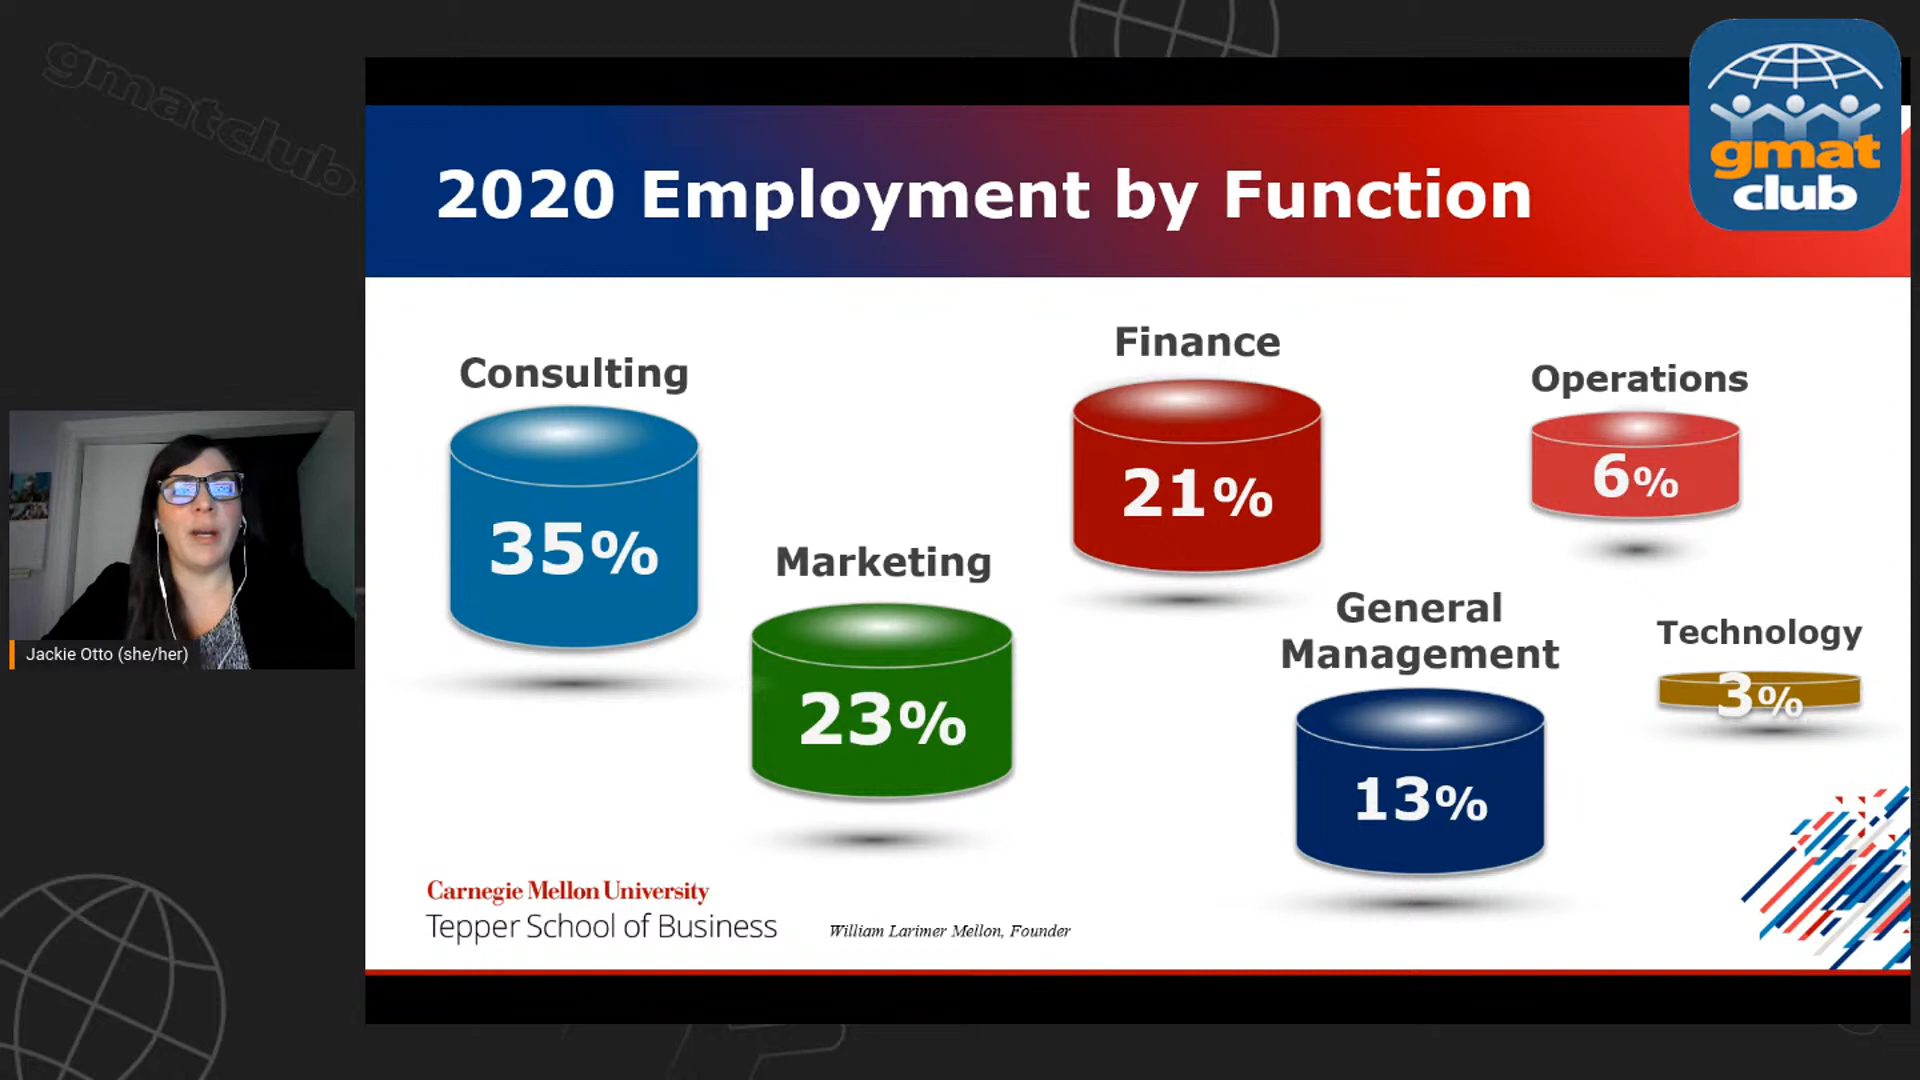 gmatclub
gmat
club
2020 Employment by Function
Consulting
35%
Marketing
23%
Finance
21%
General
Management
13%
Operations
6%
Technology
3%
Jackie Otto (she/her)
Carnegie Mellon University
Tepper School of Business
William Larimer Mellon, Founder